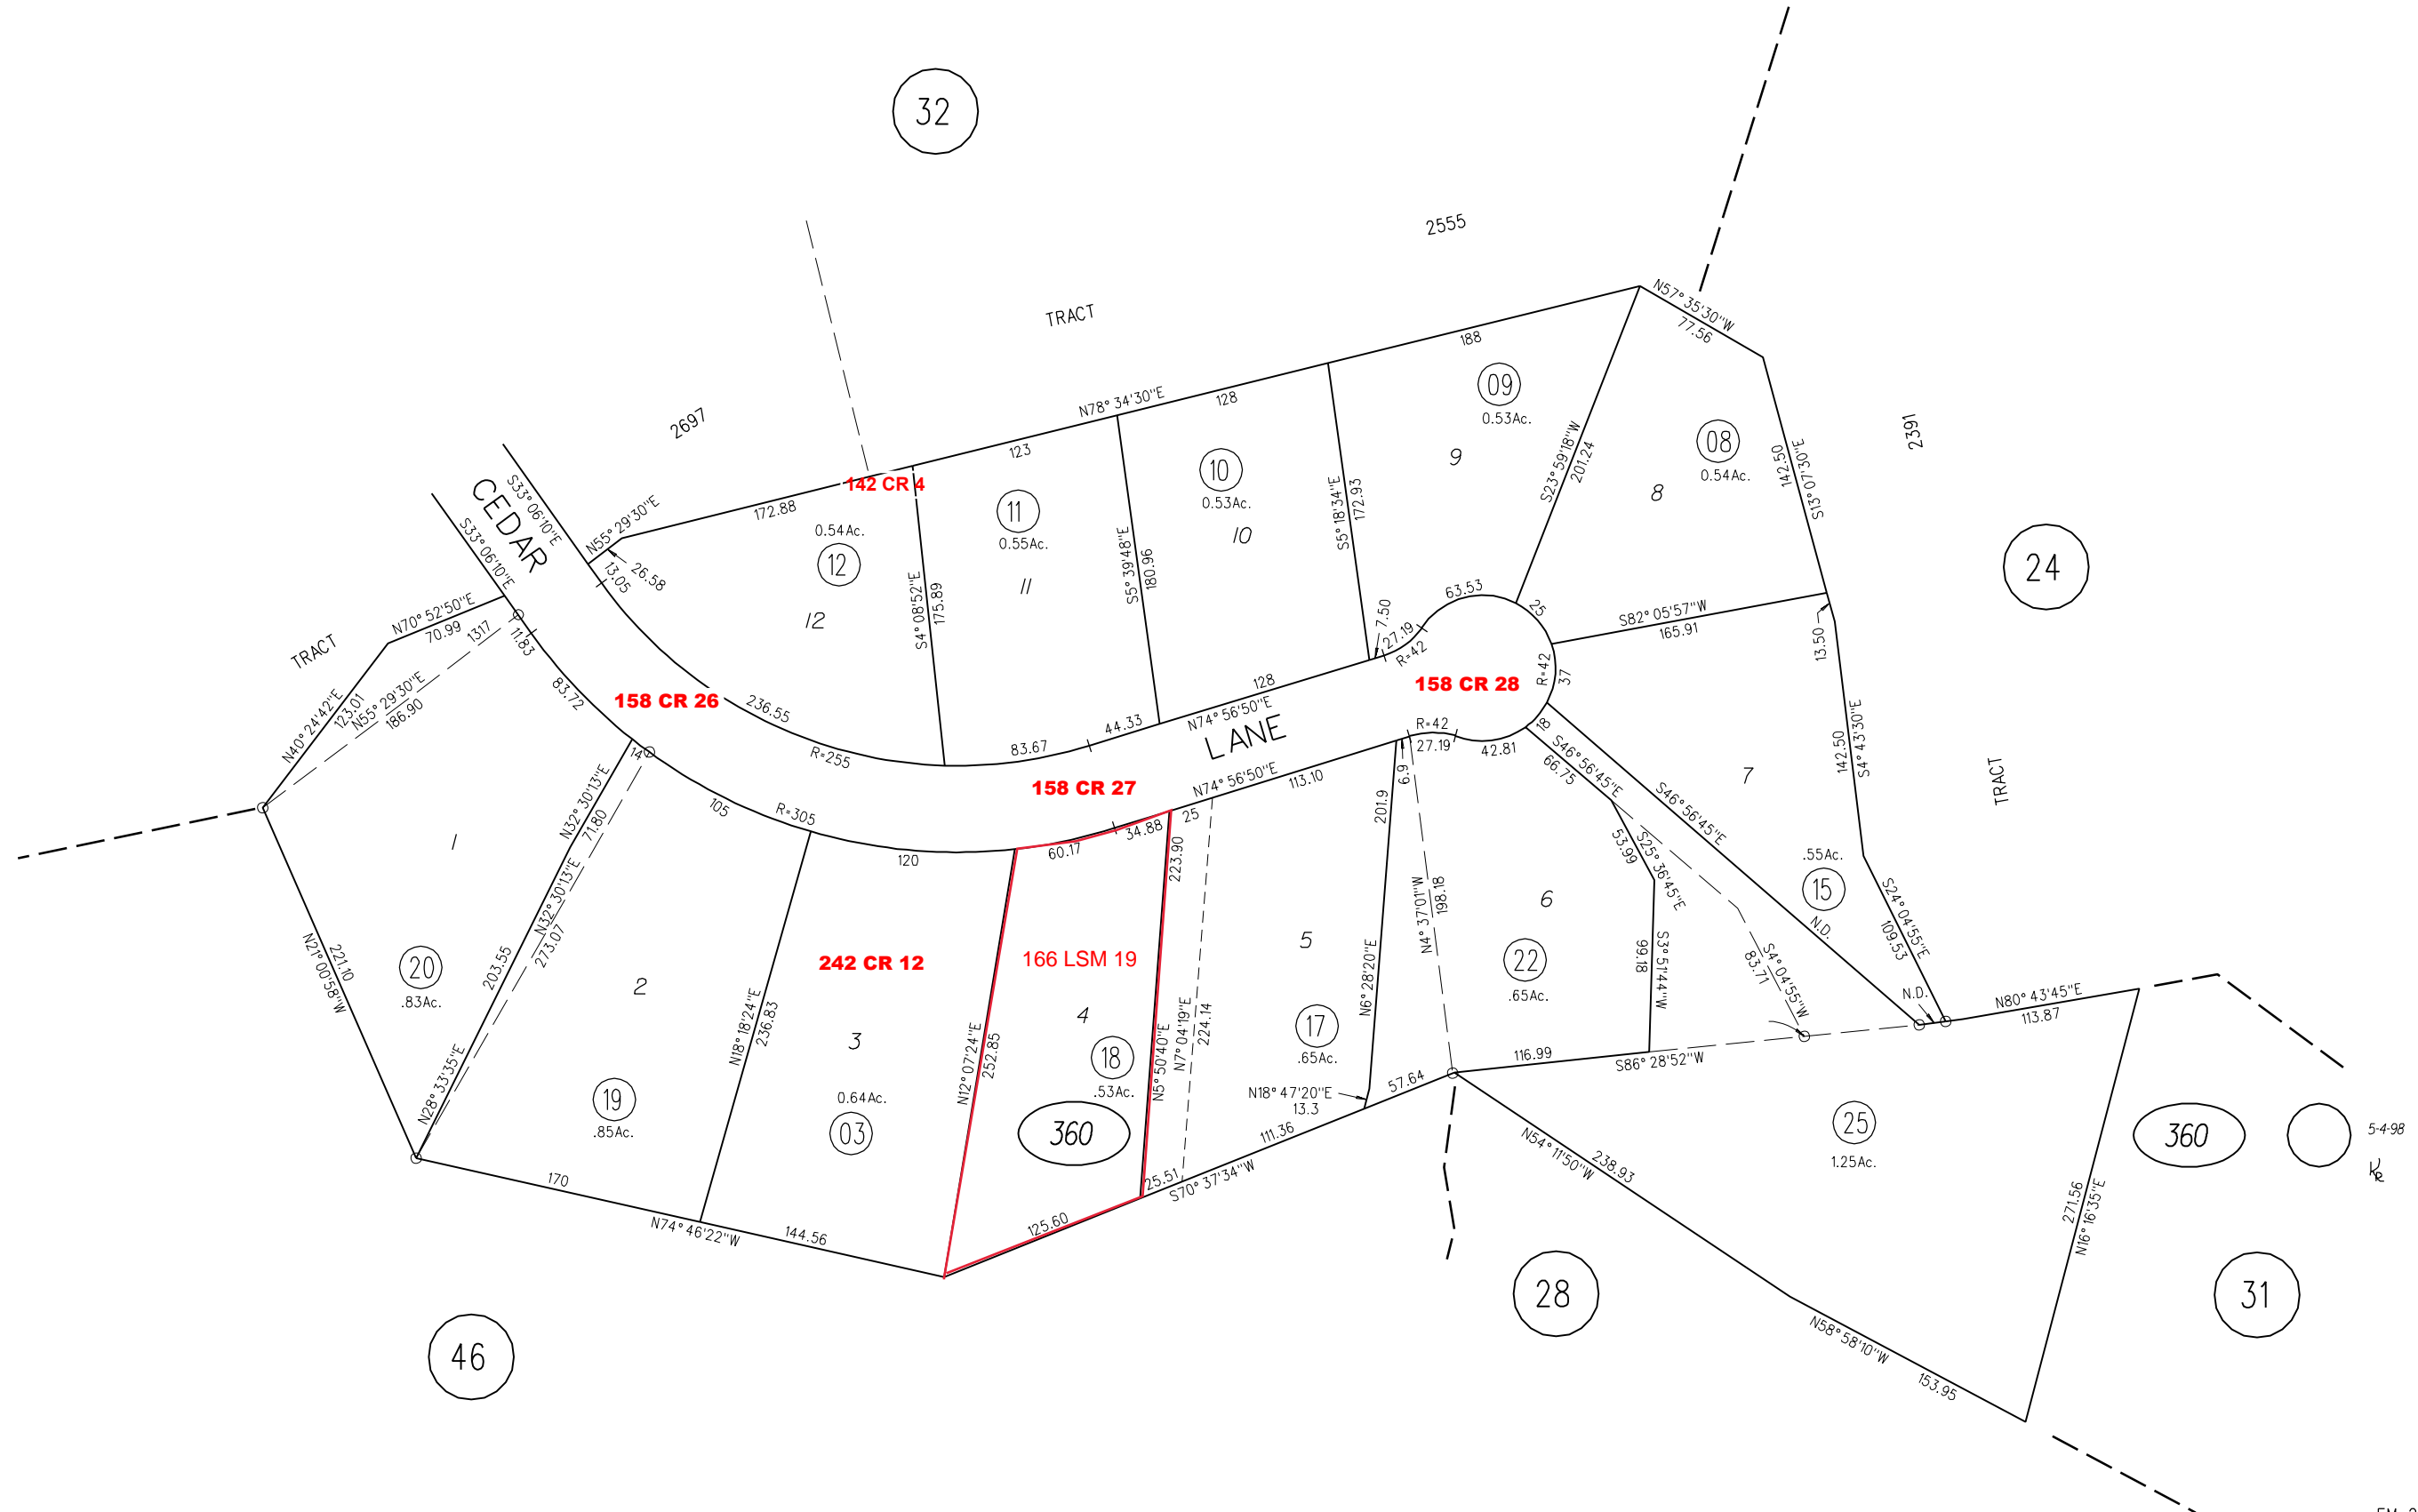 32
2555
TRACT
2697
N57° 35'30"W
77.56
188
09
0.53Ac.
N78° 34'30"E
128
123
142 CR 4
172.88
0.54Ac.
12
12
11
0.55Ac.
11
10
0.53Ac.
10
9
S23° 59'18"W
201.24
08
0.54Ac.
8
142.50
S13° 07'30"E
2391
24
CEDAR
S33° 06'10"E
S33° 06'10"E
N55° 29'30"E
26.58
13.05
S4° 08'52"E
175.89
S5° 39'48"E
180.96
S5° 18'34"E
172.93
7.50
27.19
R=42
63.53
25
S82° 05'57"W
165.91
13.50
R=42
37
158 CR 28
TRACT
N70° 52'50"E
70.99
1317
11.83
N40° 24'42"E
123.01
N55° 29'30"E
186.90
83.72
158 CR 26
236.55
R=255
83.67
44.33
128
N74° 56'50"E
LANE
R=42
27.19
42.81
18
S46° 56'45"E
66.75
S46° 56'45"E
7
142.50
S4° 43'30"E
TRACT
14
105
R=305
120
158 CR 27
N74° 56'50"E
113.10
6.9
60.17
34.88
25
223.90
201.9
53.99
S25° 36'45"E
.55Ac.
15
N.D.
S24° 04'55"E
109.53
1
N32° 30'13"E
71.80
N32° 30'13"E
273.07
203.55
N28° 33'35"E
221.10
N21° 00'58"W
20
.83Ac.
2
19
.85Ac.
N18° 18'24"E
236.83
242 CR 12
3
0.64Ac.
03
N12° 07'24"E
252.85
166 LSM 19
4
18
.53Ac.
360
N5° 50'40"E
N7° 04'19"E
224.14
5
17
.65Ac.
N6° 28'20"E
N4° 37'01"W
198.18
6
22
.65Ac.
99.18
S3° 51'44"W
S4° 04'55"W
83.71
N.D.
N80° 43'45"E
113.87
116.99
S86° 28'52"W
N18° 47'20"E
13.3
57.64
111.36
S70° 37'34"W
25.51
125.60
170
N74° 46'22"W
144.56
N54° 11'50"W
238.93
25
1.25Ac.
360
5-4-98
271.56
N16° 16'35"E
28
31
46
N58° 58'10"W
153.95